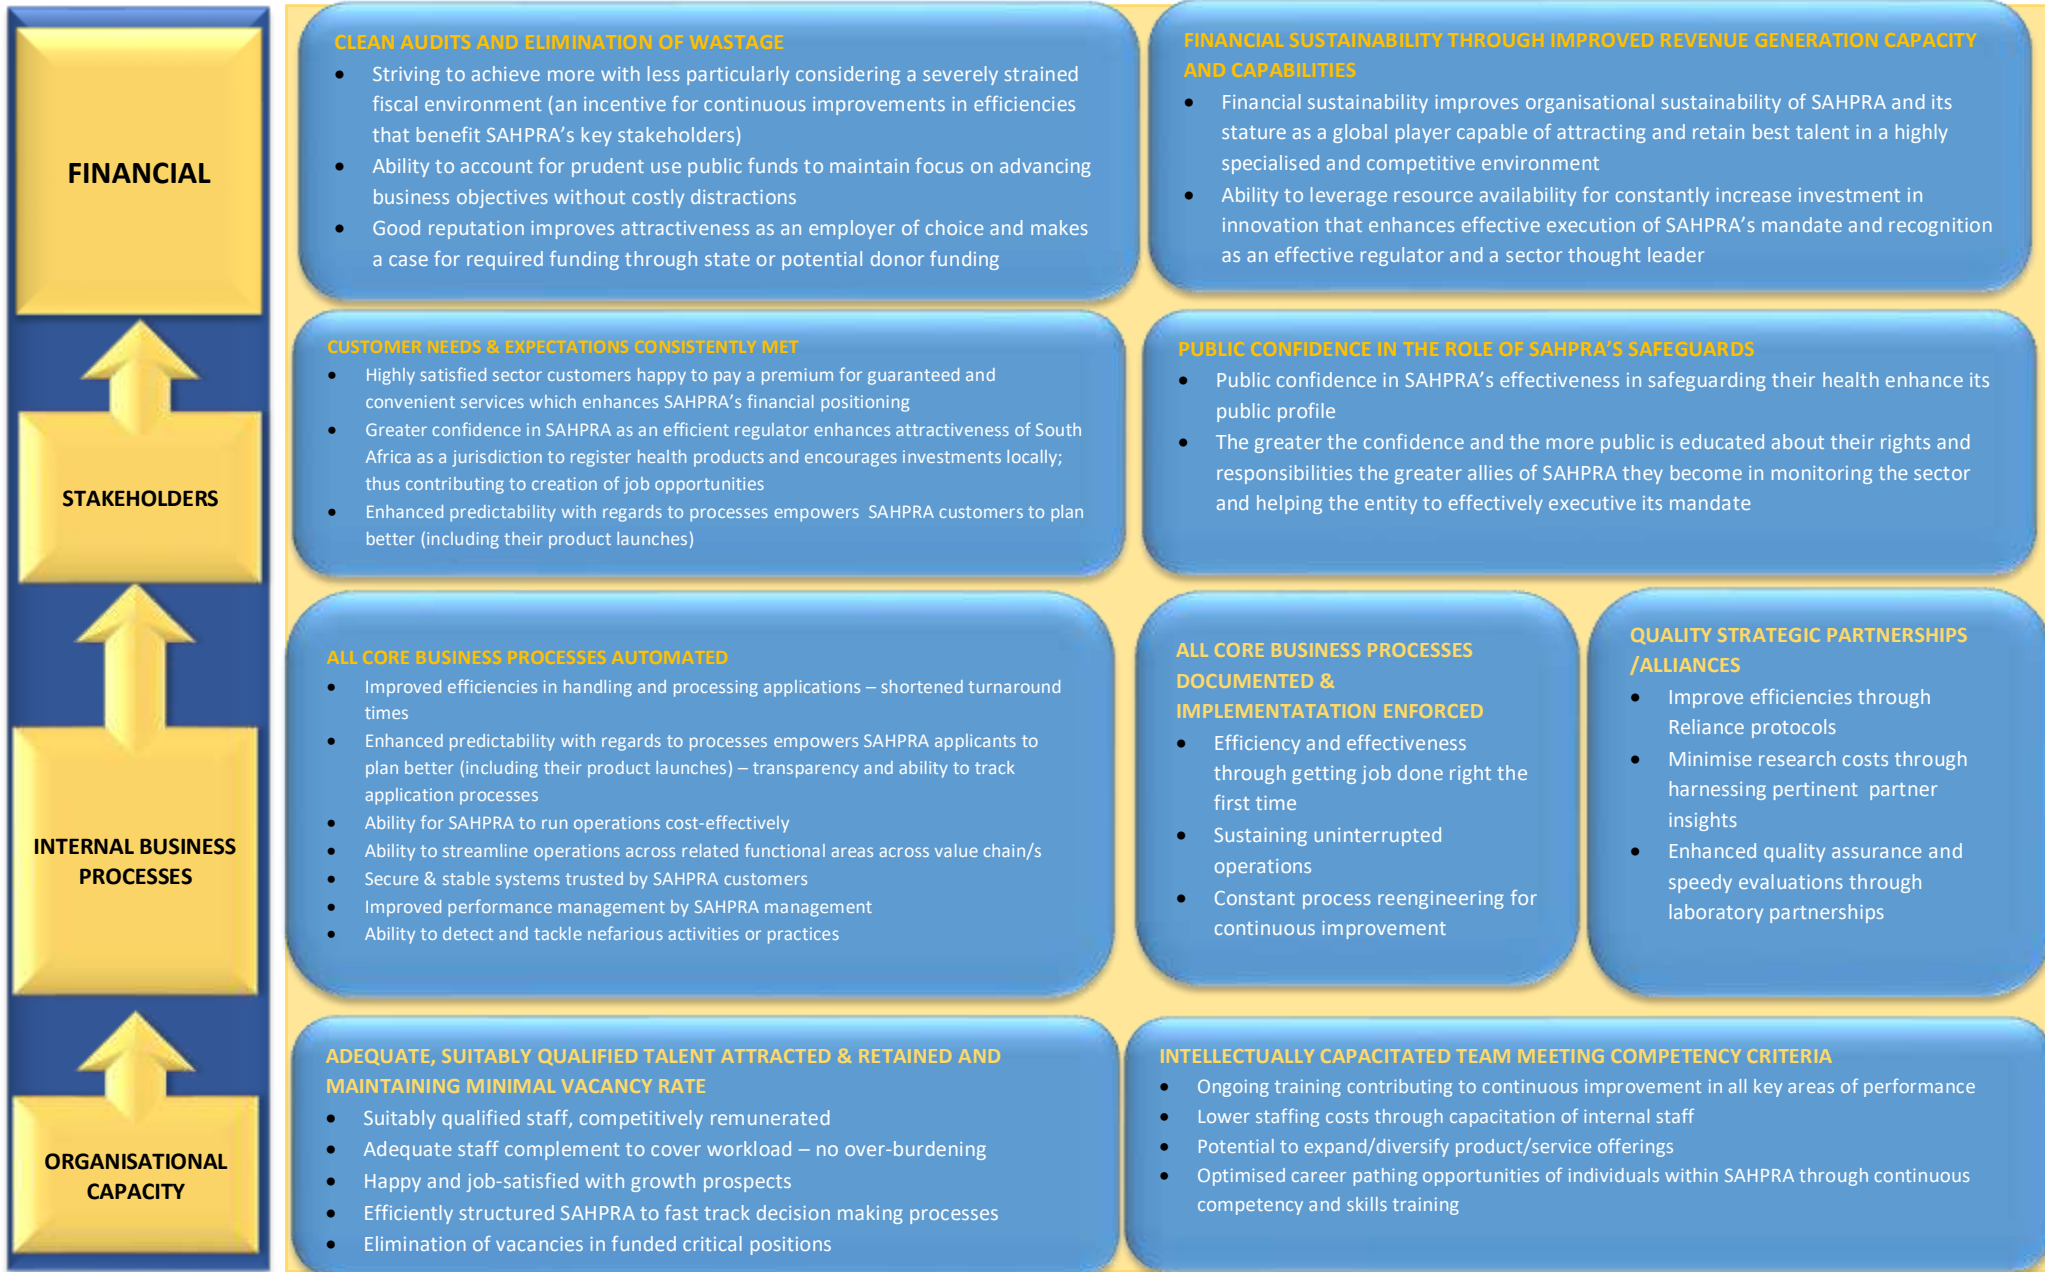 FINANCIAL
CLEAN AUDITS AND ELIMINATION OF WASTAGE
• Striving to achieve more with less particularly considering a severely strained
fiscal environment (an incentive for continuous improvements in efficiencies
that benefit SAHPRA’s key stakeholders)
• Ability to account for prudent use public funds to maintain focus on advancing
business objectives without costly distractions
• Good reputation improves attractiveness as an employer of choice and makes
a case for required funding through state or potential donor funding
FINANCIAL SUSTAINABILITY THROUGH IMPROVED REVENUE GENERATION CAPACITY
AND CAPABILITIES
• Financial sustainability improves organisational sustainability of SAHPRA and its
stature as a global player capable of attracting and retain best talent in a highly
specialised and competitive environment
• Ability to leverage resource availability for constantly increase investment in
innovation that enhances effective execution of SAHPRA’s mandate and recognition
as an effective regulator and a sector thought leader
STAKEHOLDERS
CUSTOMER NEEDS & EXPECTATIONS CONSISTENTLY MET
• Highly satisfied sector customers happy to pay a premium for guaranteed and
convenient services which enhances SAHPRA’s financial positioning
• Greater confidence in SAHPRA as an efficient regulator enhances attractiveness of South
Africa as a jurisdiction to register health products and encourages investments locally;
thus contributing to creation of job opportunities
• Enhanced predictability with regards to processes empowers SAHPRA customers to plan
better (including their product launches)
PUBLIC CONFIDENCE IN THE ROLE OF SAHPRA’S SAFEGUARDS
• Public confidence in SAHPRA’s effectiveness in safeguarding their health enhance its
public profile
• The greater the confidence and the more public is educated about their rights and
responsibilities the greater allies of SAHPRA they become in monitoring the sector
and helping the entity to effectively executive its mandate
INTERNAL BUSINESS
PROCESSES
ALL CORE BUSINESS PROCESSES AUTOMATED
• Improved efficiencies in handling and processing applications – shortened turnaround
times
• Enhanced predictability with regards to processes empowers SAHPRA applicants to
plan better (including their product launches) – transparency and ability to track
application processes
• Ability for SAHPRA to run operations cost-effectively
• Ability to streamline operations across related functional areas across value chain/s
• Secure & stable systems trusted by SAHPRA customers
• Improved performance management by SAHPRA management
• Ability to detect and tackle nefarious activities or practices
ALL CORE BUSINESS PROCESSES
DOCUMENTED &
IMPLEMENTATATION ENFORCED
• Efficiency and effectiveness
through getting job done right the
first time
• Sustaining uninterrupted
operations
• Constant process reengineering for
continuous improvement
QUALITY STRATEGIC PARTNERSHIPS
/ALLIANCES
• Improve efficiencies through
Reliance protocols
• Minimise research costs through
harnessing pertinent partner
insights
• Enhanced quality assurance and
speedy evaluations through
laboratory partnerships
ORGANISATIONAL
CAPACITY
ADEQUATE, SUITABLY QUALIFIED TALENT ATTRACTED & RETAINED AND
MAINTAINING MINIMAL VACANCY RATE
• Suitably qualified staff, competitively remunerated
• Adequate staff complement to cover workload – no over-burdening
• Happy and job-satisfied with growth prospects
• Efficiently structured SAHPRA to fast track decision making processes
• Elimination of vacancies in funded critical positions
INTELLECTUALLY CAPACITATED TEAM MEETING COMPETENCY CRITERIA
• Ongoing training contributing to continuous improvement in all key areas of performance
• Lower staffing costs through capacitation of internal staff
• Potential to expand/diversify product/service offerings
• Optimised career pathing opportunities of individuals within SAHPRA through continuous
competency and skills training